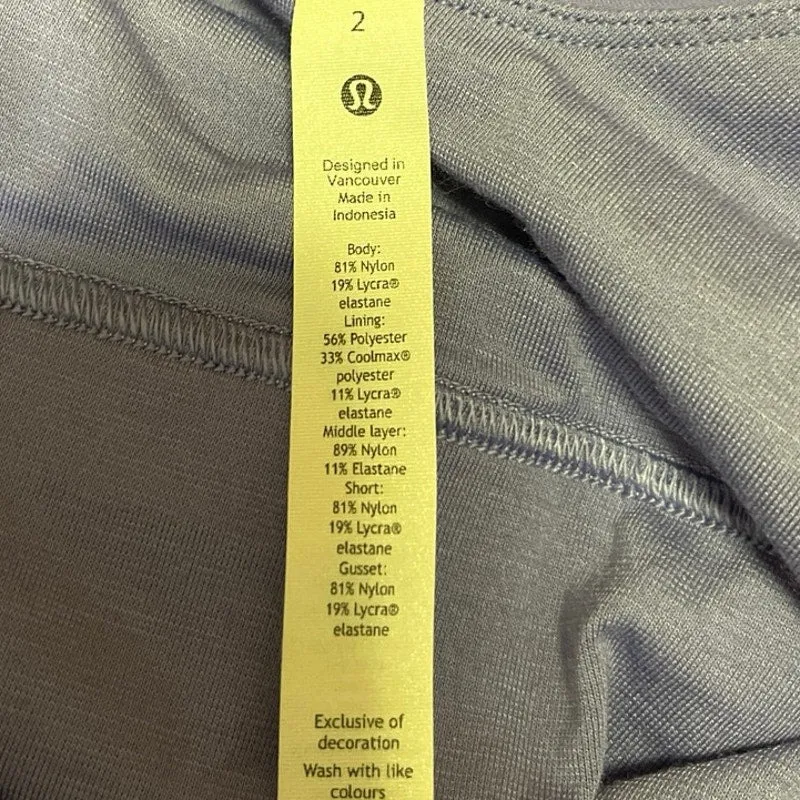 2
Designed in
Vancouver
Made in
Indonesia
Body:
81% Nylon
19% Lycra®
elastane
Lining:
56% Polyester
33% Coolmax®
polyester
11% Lycra®
elastane
Middle layer:
89% Nylon
11% Elastane
Short:
81% Nylon
19% Lycra®
elastane
Gusset:
81% Nylon
19% Lycra®
elastane
Exclusive of
decoration
Wash with like
colours